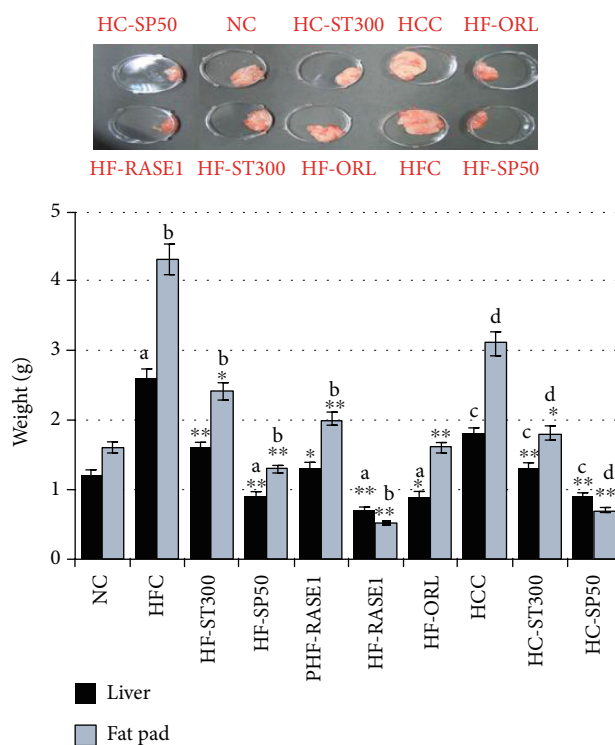 HC-SP50 NC HC-ST300 HCC HF-ORL
HF-RASE1 HF-ST300 HF-ORL HFC HF-SP50
Weight (g)
5
4
3
2
1
0
a b
** b *
a ** b **
* b **
a ** b **
a * **
c d
c ** d *
c ** d **
NC
HFC
HF-ST300
HF-SP50
PHF-RASE1
HF-RASE1
HF-ORL
HCC
HC-ST300
HC-SP50
Liver
Fat pad